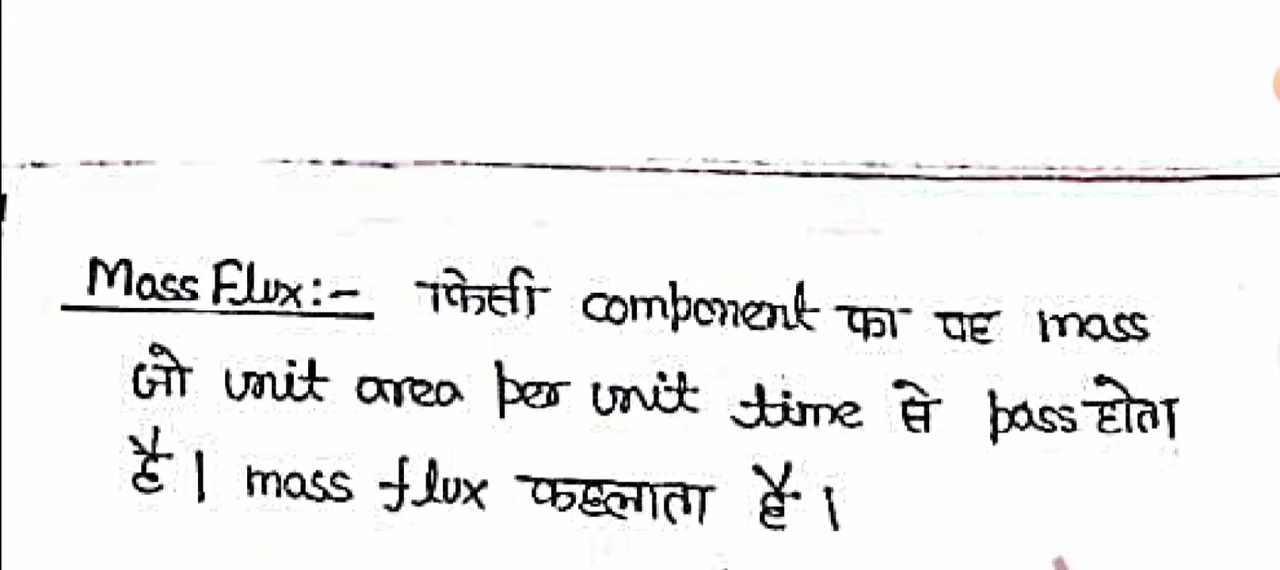 Mass Flux:- किसी component का वह mass
जो unit area per unit time से pass होता
है। mass flux कहलाता है।